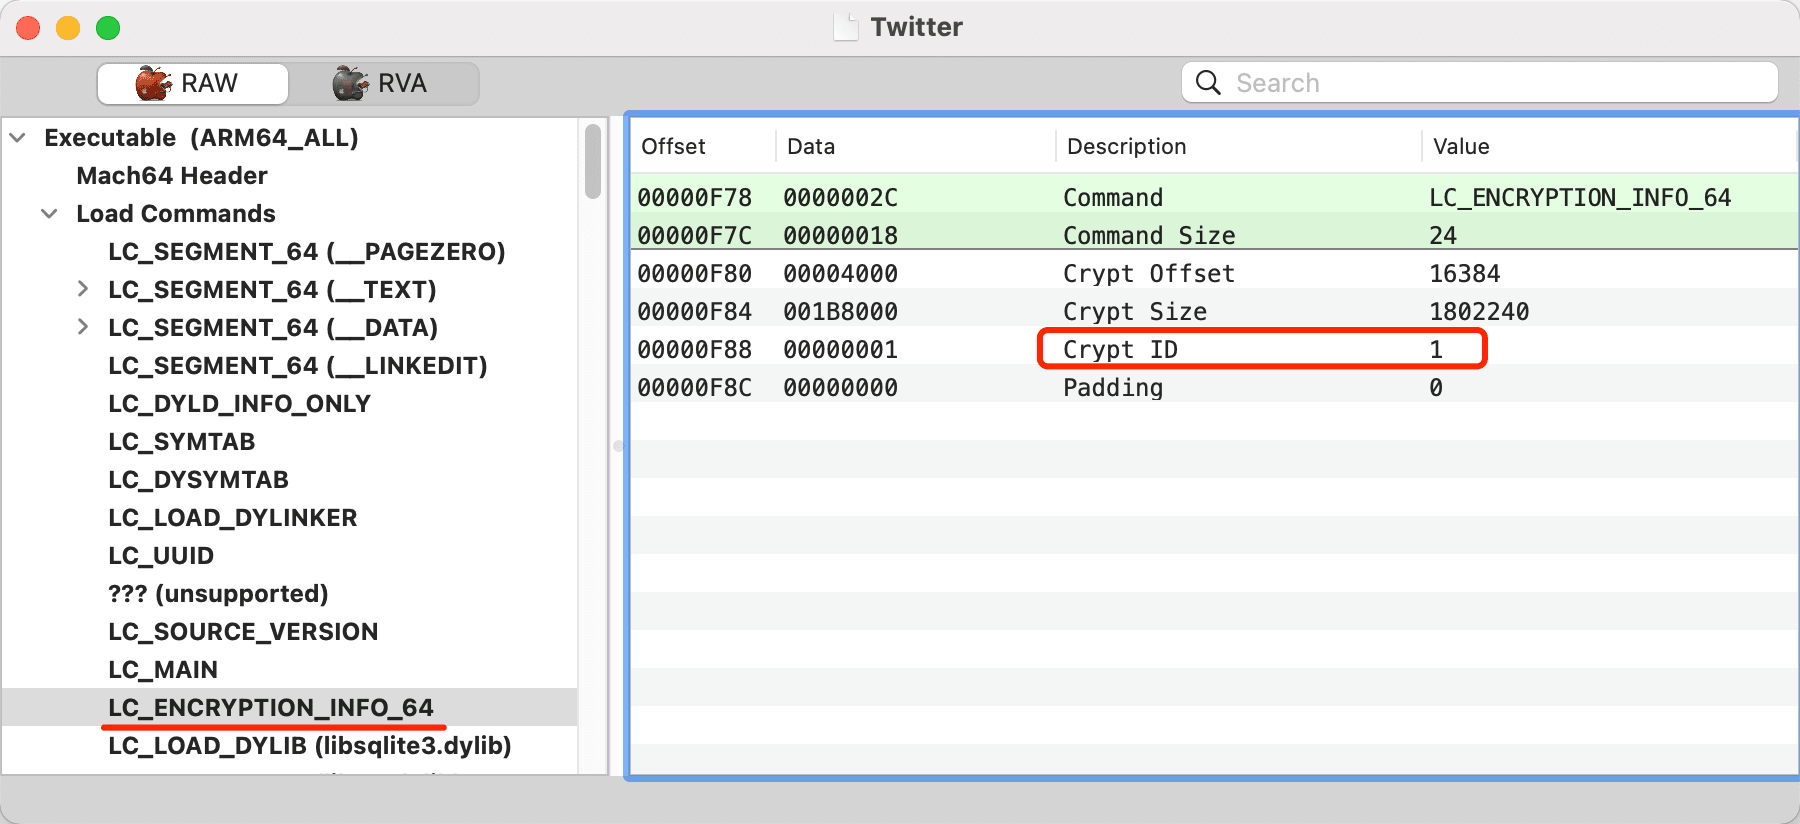 Twitter
RAW
RVA
Search
Executable (ARM64_ALL)
Mach64 Header
Load Commands
LC_SEGMENT_64 (__PAGEZERO)
LC_SEGMENT_64 (__TEXT)
LC_SEGMENT_64 (__DATA)
LC_SEGMENT_64 (__LINKEDIT)
LC_DYLD_INFO_ONLY
LC_SYMTAB
LC_DYSYMTAB
LC_LOAD_DYLINKER
LC_UUID
??? (unsupported)
LC_SOURCE_VERSION
LC_MAIN
LC_ENCRYPTION_INFO_64
LC_LOAD_DYLIB (libsqlite3.dylib)
Offset Data Description Value
00000F78 0000002C Command LC_ENCRYPTION_INFO_64
00000F7C 00000018 Command Size 24
00000F80 00004000 Crypt Offset 16384
00000F84 001B8000 Crypt Size 1802240
00000F88 00000001 Crypt ID 1
00000F8C 00000000 Padding 0